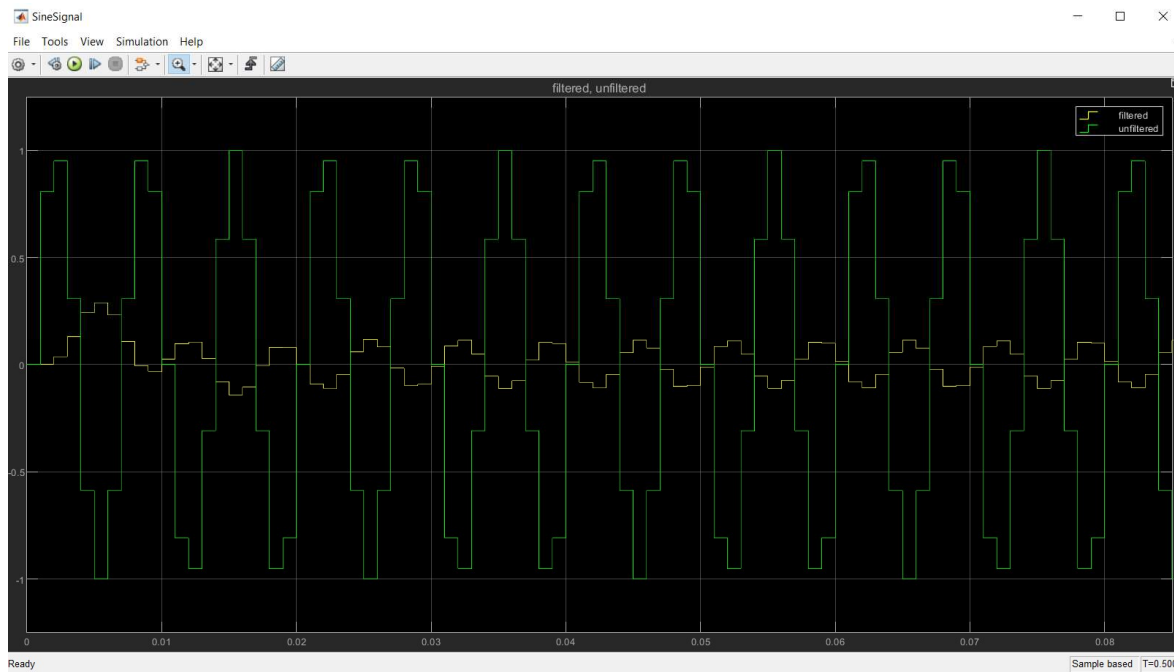 SineSignal
File Tools View Simulation Help
filtered, unfiltered
filtered
unfiltered
1
0.5
0
-0.5
-1
0 0.01 0.02 0.03 0.04 0.05 0.06 0.07 0.08
Ready Sample based T=0.50